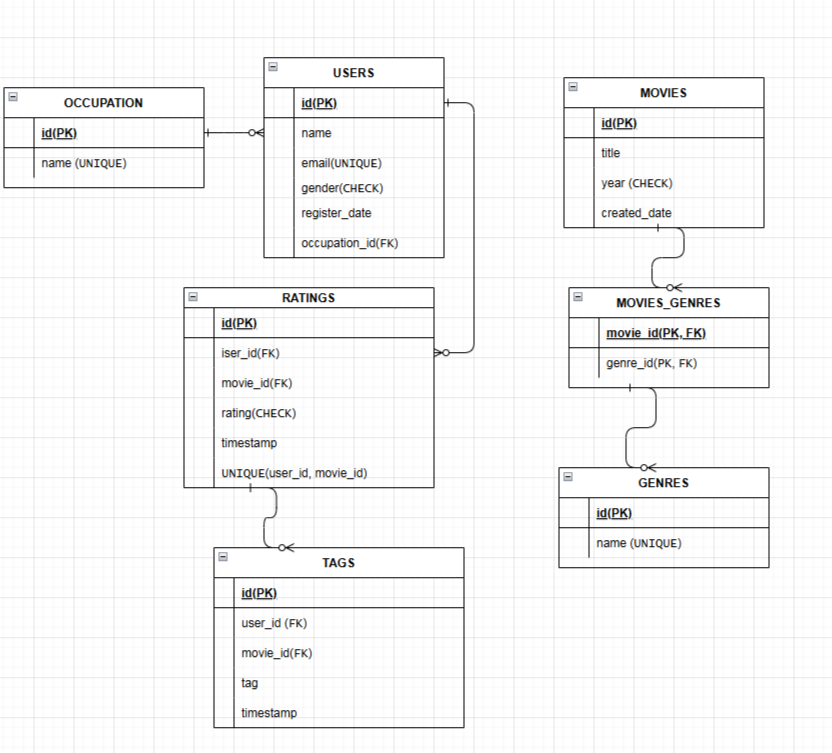 OCCUPATION
id(PK)
name (UNIQUE)
USERS
id(PK)
name
email(UNIQUE)
gender(CHECK)
register_date
occupation_id(FK)
MOVIES
id(PK)
title
year (CHECK)
created_date
RATINGS
id(PK)
iser_id(FK)
movie_id(FK)
rating(CHECK)
timestamp
UNIQUE(user_id, movie_id)
MOVIES_GENRES
movie_id(PK, FK)
genre_id(PK, FK)
GENRES
id(PK)
name (UNIQUE)
TAGS
id(PK)
user_id (FK)
movie_id(FK)
tag
timestamp